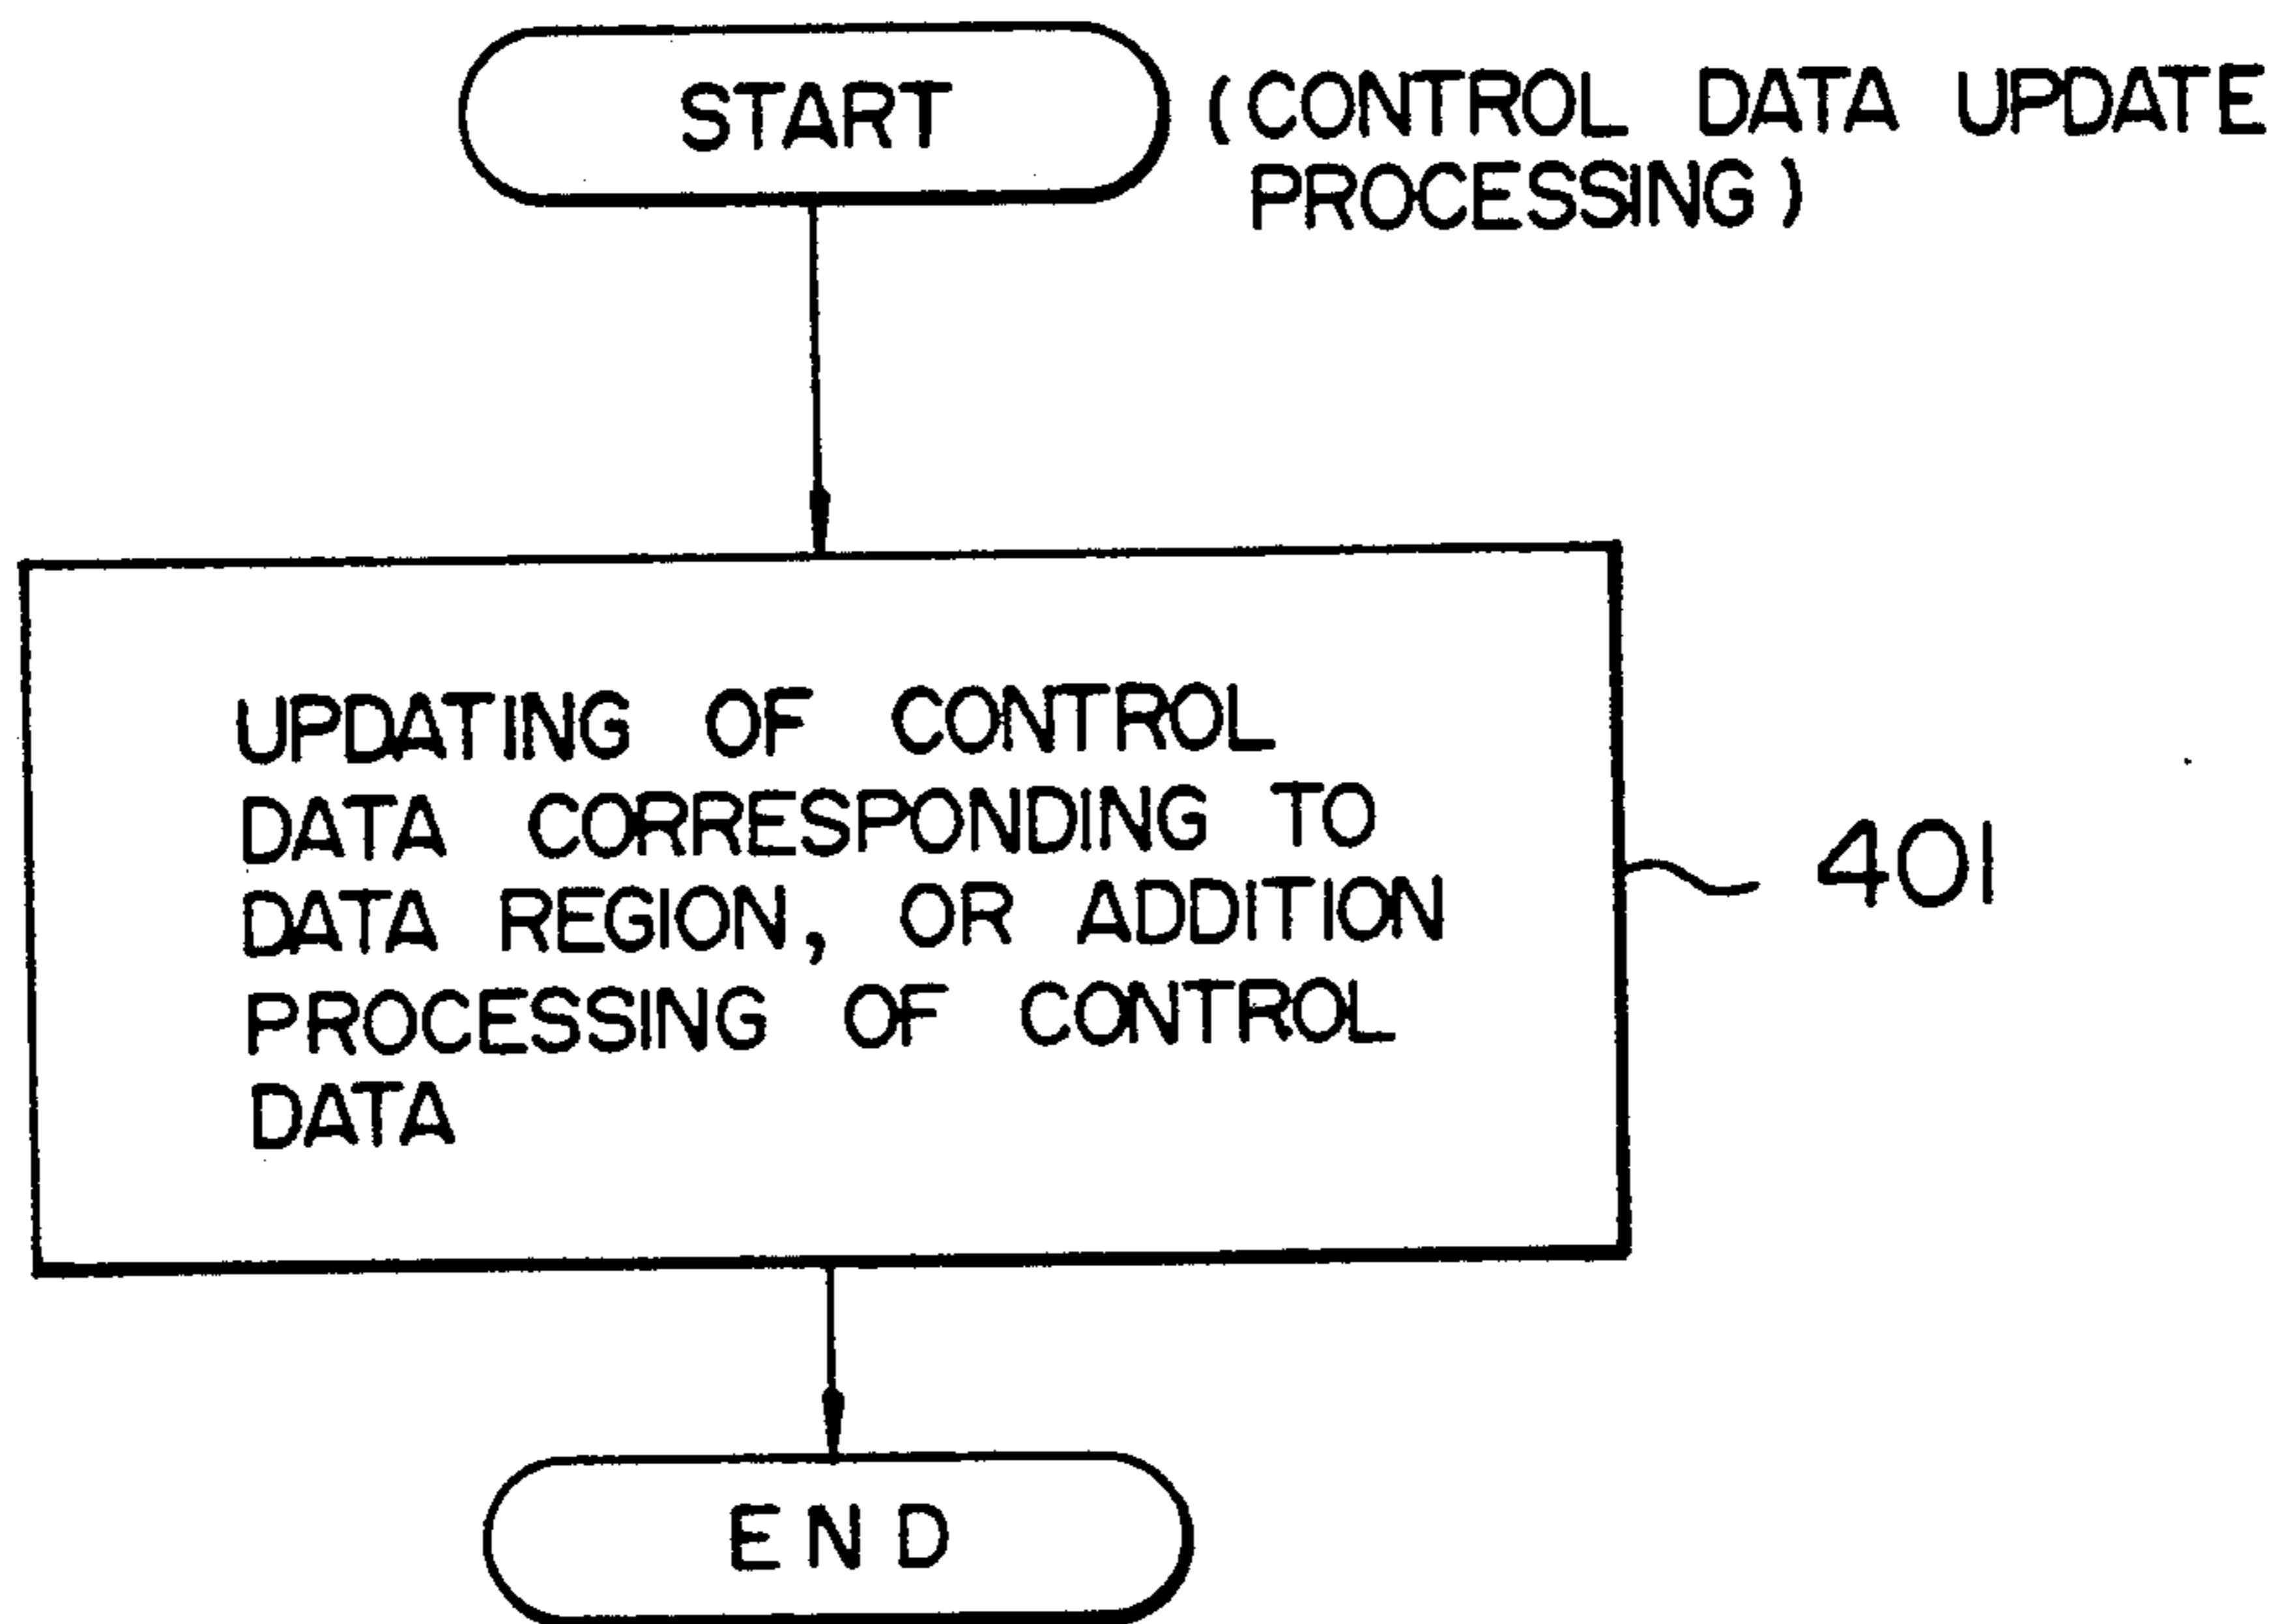 START
(CONTROL DATA UPDATE
PROCESSING)
UPDATING OF CONTROL
DATA CORRESPONDING TO
DATA REGION, OR ADDITION
PROCESSING OF CONTROL
DATA
401
END